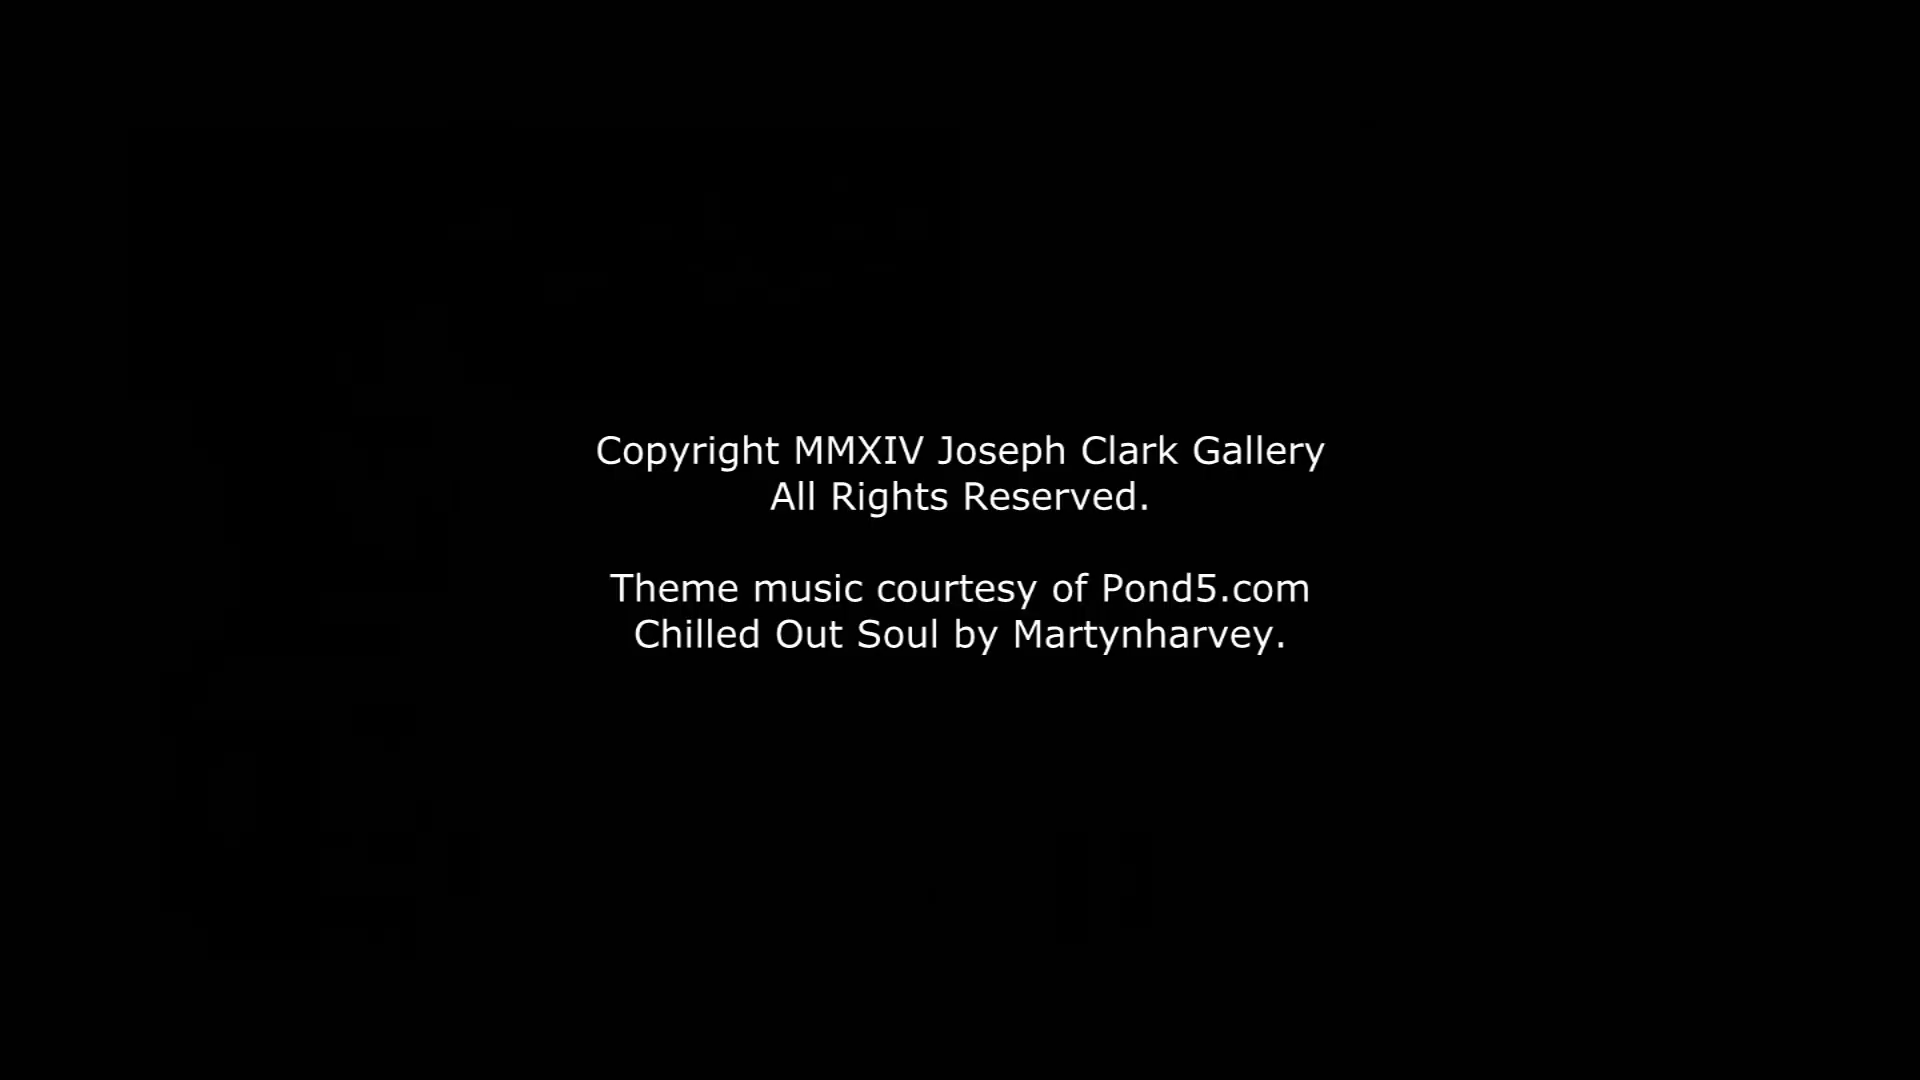 Copyright MMXIV Joseph Clark Gallery
All Rights Reserved.
Theme music courtesy of Pond5.com
Chilled Out Soul by Martynharvey.